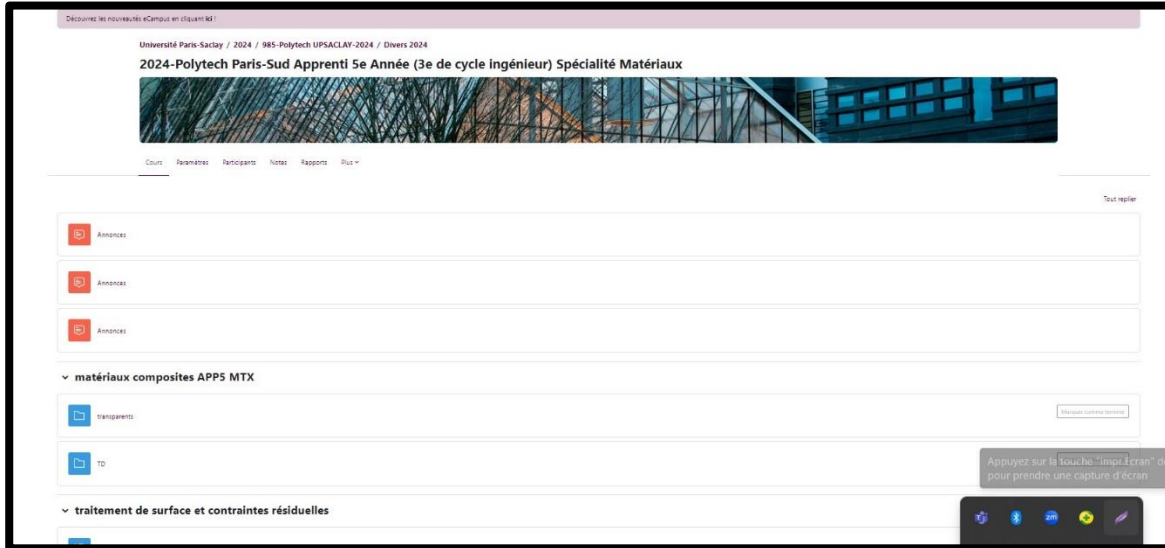 Découvrez les nouveautés eCampus en cliquant ici !
Université Paris-Saclay / 2024 / 985-Polytech UPSACLAY-2024 / Divers 2024
2024-Polytech Paris-Sud Apprenti 5e Année (3e de cycle ingénieur) Spécialité Matériaux
Cours Paramètres Participants Notes Rapports Plus
Tout replier
Annonces
Annonces
Annonces
matériaux composites APP5 MTX
transparents
Marquer comme terminé
TD
Appuyez sur la touche "Impr.Écran" de
pour prendre une capture d'écran
traitement de surface et contraintes résiduelles
zm